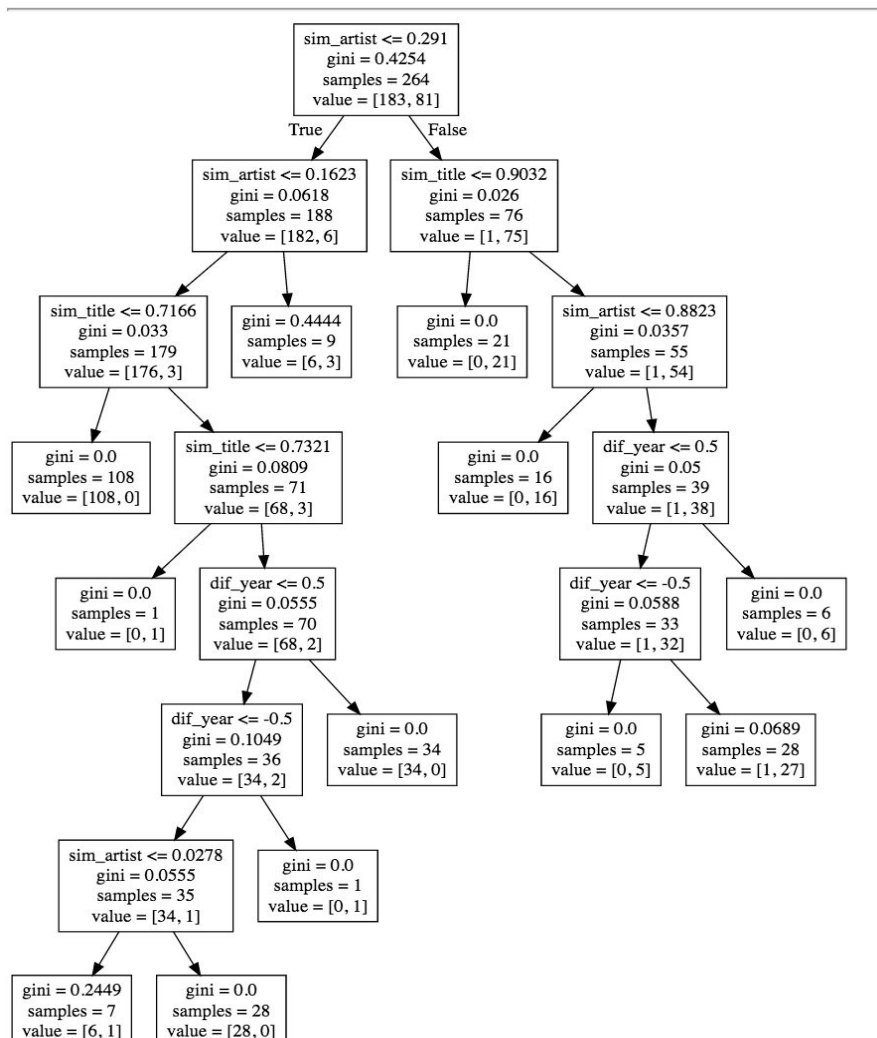 sim_artist <= 0.291
gini = 0.4254
samples = 264
value = [183, 81]
True
False
sim_artist <= 0.1623
gini = 0.0618
samples = 188
value = [182, 6]
sim_title <= 0.9032
gini = 0.026
samples = 76
value = [1, 75]
sim_title <= 0.7166
gini = 0.033
samples = 179
value = [176, 3]
gini = 0.4444
samples = 9
value = [6, 3]
gini = 0.0
samples = 21
value = [0, 21]
sim_artist <= 0.8823
gini = 0.0357
samples = 55
value = [1, 54]
gini = 0.0
samples = 108
value = [108, 0]
sim_title <= 0.7321
gini = 0.0809
samples = 71
value = [68, 3]
gini = 0.0
samples = 16
value = [0, 16]
dif_year <= 0.5
gini = 0.05
samples = 39
value = [1, 38]
gini = 0.0
samples = 1
value = [0, 1]
dif_year <= 0.5
gini = 0.0555
samples = 70
value = [68, 2]
dif_year <= -0.5
gini = 0.0588
samples = 33
value = [1, 32]
gini = 0.0
samples = 6
value = [0, 6]
dif_year <= -0.5
gini = 0.1049
samples = 36
value = [34, 2]
gini = 0.0
samples = 34
value = [34, 0]
gini = 0.0
samples = 5
value = [0, 5]
gini = 0.0689
samples = 28
value = [1, 27]
sim_artist <= 0.0278
gini = 0.0555
samples = 35
value = [34, 1]
gini = 0.0
samples = 1
value = [0, 1]
gini = 0.2449
samples = 7
value = [6, 1]
gini = 0.0
samples = 28
value = [28, 0]